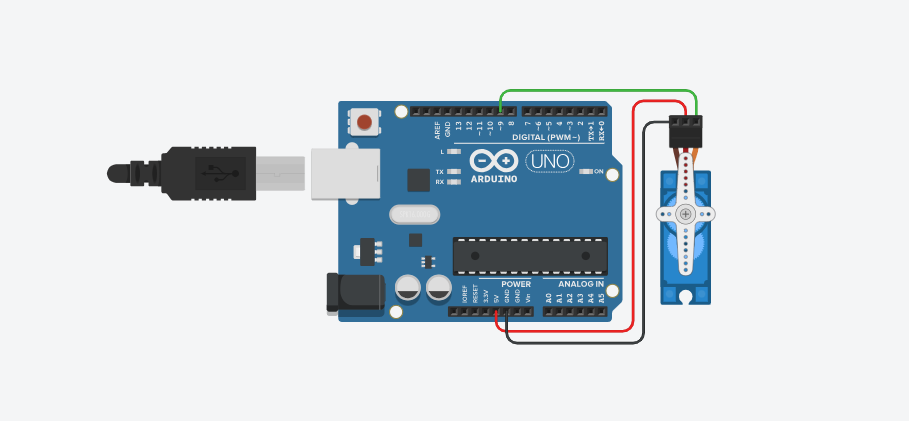 AREF
GND
13
12
~11
~10
~9
8
7
~6
~5
4
~3
2
TX→1
RX←0
DIGITAL (PWM~)
L
TX
RX
ARDUINO
UNO
ON
POWER
ANALOG IN
IOREF
RESET
3.3V
5V
GND
GND
Vin
A0
A1
A2
A3
A4
A5